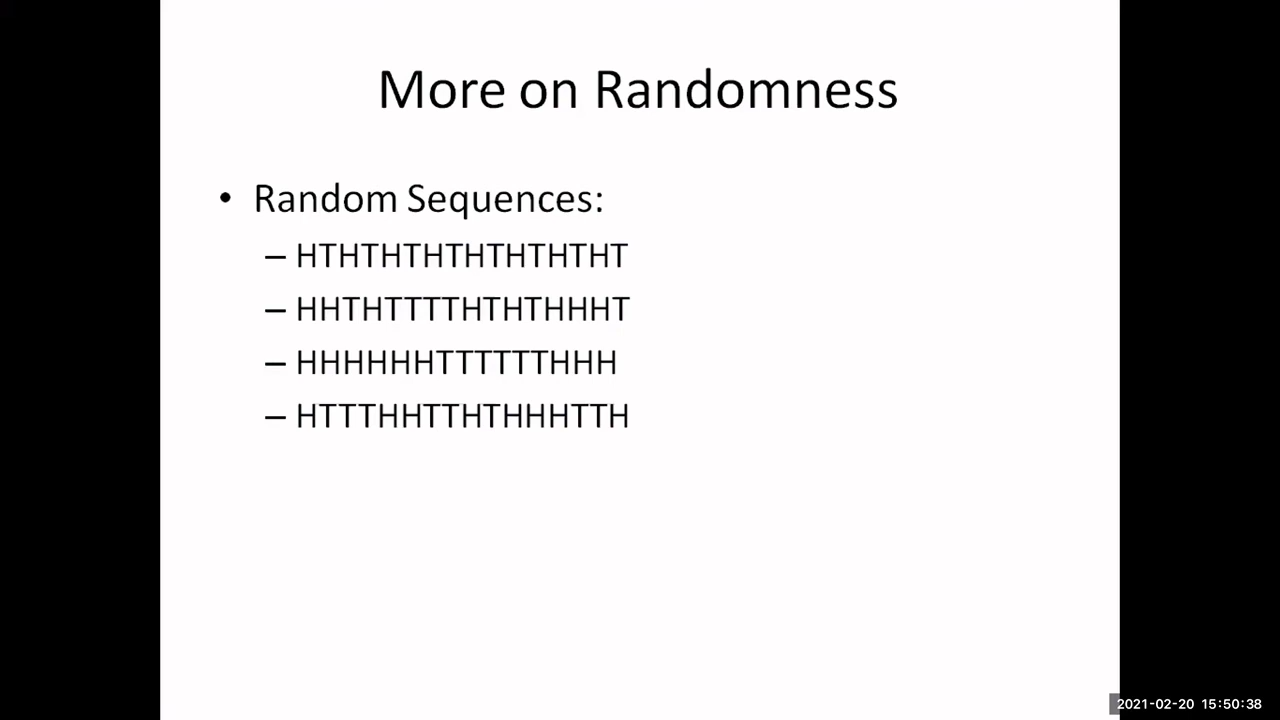 More on Randomness
• Random Sequences:
– HTHTHTHTHTHTHTHT
– HHTHTTTTHTHTHHHT
– HHHHHHTTTTTTHHH
– HTTTHHTTHTHHHTTH
2021-02-20 15:50:38